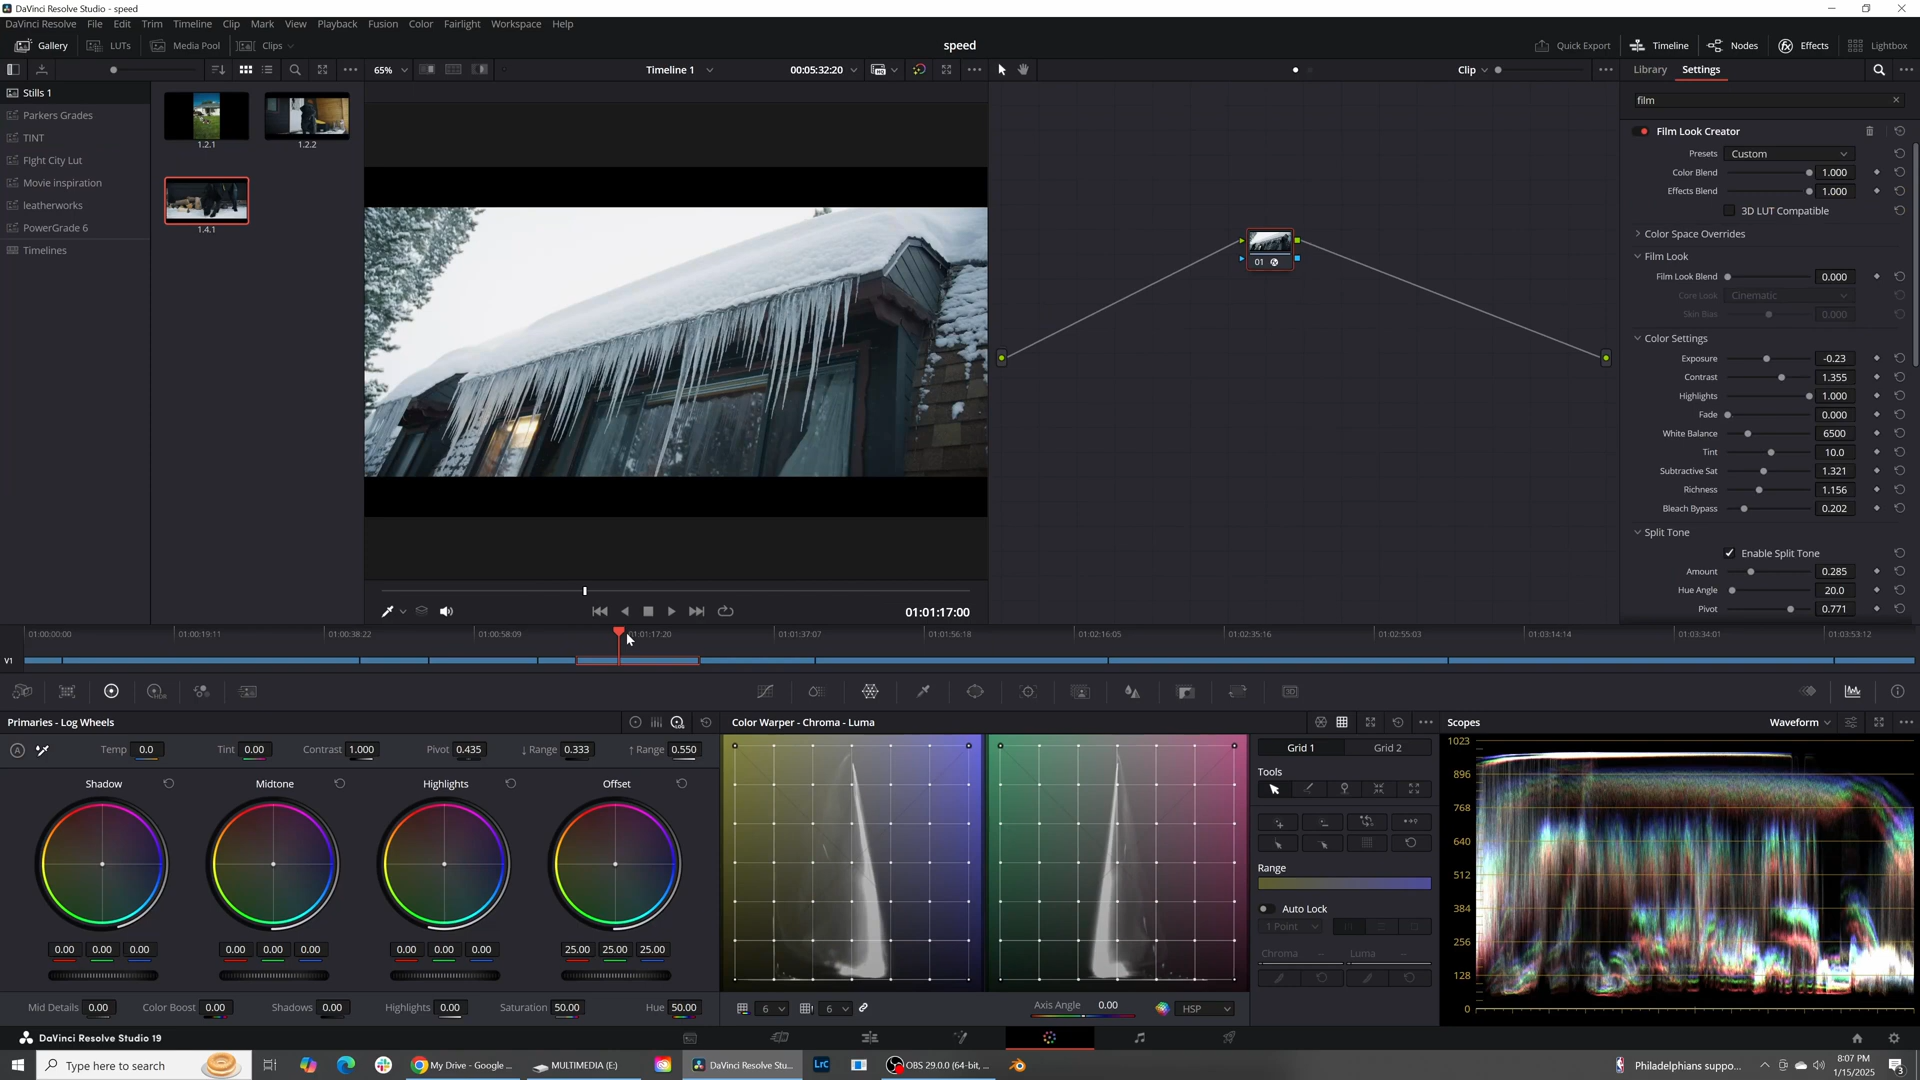 DaVinci Resolve Studio - speed
DaVinci Resolve File Edit Trim Timeline Clip Mark View Playback Fusion Color Fairlight Workspace Help
Gallery LUTs Media Pool Clips speed Quick Export Timeline Nodes Effects Lightbox
65% Timeline 1 00:05:32:20 Clip Library Settings
Stills 1
Parkers Grades
TINT
FIght City Lut
Movie inspiration
leatherworks
PowerGrade 6
Timelines
1.2.1 1.2.2
1.4.1
01
film
Film Look Creator
Presets Custom
Color Blend 1.000
Effects Blend 1.000
3D LUT Compatible
Color Space Overrides
Film Look
Film Look Blend 0.000
Core Look Cinematic
Skin Bias 0.000
Color Settings
Exposure -0.23
Contrast 1.355
Highlights 1.000
Fade 0.000
White Balance 6500
Tint 10.0
Subtractive Sat 1.321
Richness 1.156
Bleach Bypass 0.202
Split Tone
Enable Split Tone
Amount 0.285
Hue Angle 20.0
Pivot 0.771
01:01:17:00
01:00:00:00 01:00:19:11 01:00:38:22 01:00:58:09 01:01:17:20 01:01:37:07 01:01:56:18 01:02:16:05 01:02:35:16 01:02:55:03 01:03:14:14 01:03:34:01 01:03:53:12
V1
Primaries - Log Wheels
Temp 0.0 Tint 0.00 Contrast 1.000 Pivot 0.435 ↓ Range 0.333 ↑ Range 0.550
Shadow Midtone Highlights Offset
0.00 0.00 0.00 0.00 0.00 0.00 0.00 0.00 0.00 25.00 25.00 25.00
Mid Details 0.00 Color Boost 0.00 Shadows 0.00 Highlights 0.00 Saturation 50.00 Hue 50.00
Color Warper - Chroma - Luma
Grid 1 Grid 2
Tools
Range
Auto Lock
1 Point
Chroma -- Luma --
6 6 Axis Angle 0.00 HSP
Scopes Waveform
1023
896
768
640
512
384
256
128
0
DaVinci Resolve Studio 19
Type here to search My Drive - Google ... MULTIMEDIA (E:) DaVinci Resolve Stu... LrC OBS 29.0.0 (64-bit, ... Philadelphians suppo...
8:07 PM
1/15/2025
3